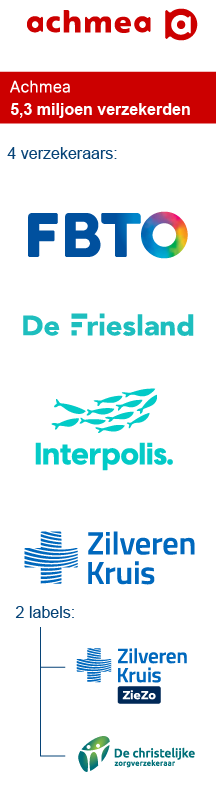 achmea
Achmea
5,3 miljoen verzekerden
4 verzekeraars:
FBTO
De Friesland
Interpolis.
Zilveren
Kruis
2 labels:
Zilveren
Kruis
ZieZo
De christelijke
zorgverzekeraar